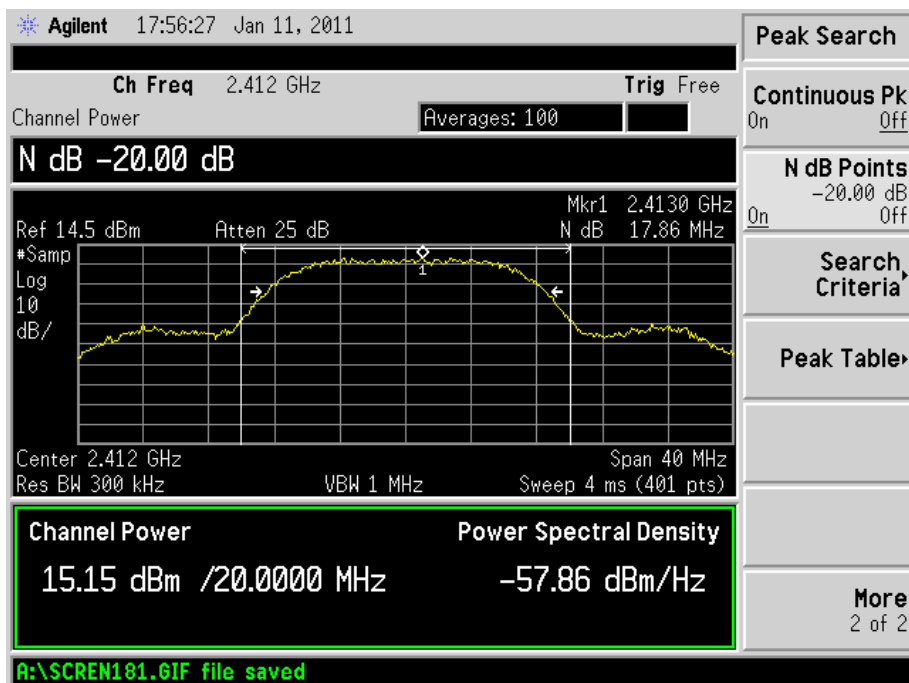 Agilent 17:56:27 Jan 11, 2011
Ch Freq 2.412 GHz Trig Free
Channel Power Averages: 100
N dB -20.00 dB
Mkr1 2.4130 GHz
Ref 14.5 dBm Atten 25 dB N dB 17.86 MHz
#Samp
Log
10
dB/
1
Center 2.412 GHz Span 40 MHz
Res BW 300 kHz VBW 1 MHz Sweep 4 ms (401 pts)
Channel Power Power Spectral Density
15.15 dBm /20.0000 MHz -57.86 dBm/Hz
A:\SCREN181.GIF file saved
Peak Search
Continuous Pk
On Off
N dB Points
-20.00 dB
On Off
Search
Criteria
Peak Table
More
2 of 2